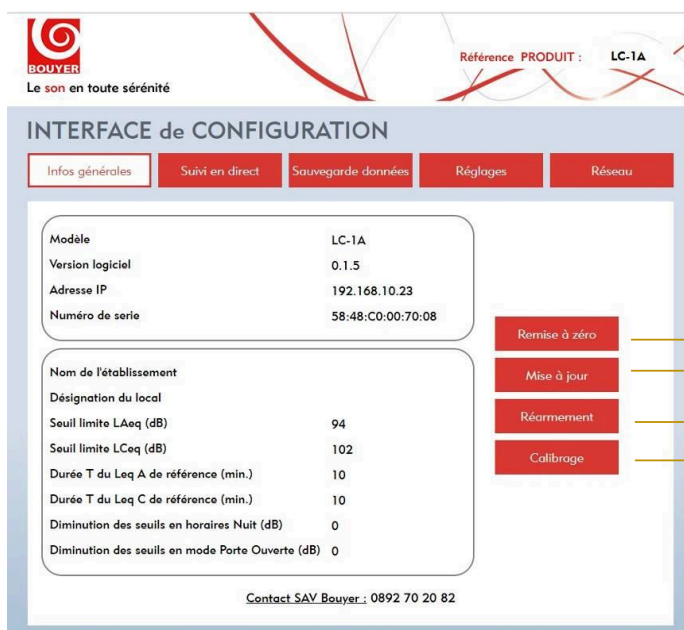 BOUYER
Le son en toute sérénité
Référence PRODUIT : LC-1A
INTERFACE de CONFIGURATION
Infos générales Suivi en direct Sauvegarde données Réglages Réseau
Modèle LC-1A
Version logiciel 0.1.5
Adresse IP 192.168.10.23
Numéro de serie 58:48:C0:00:70:08
Remise à zéro
Nom de l'établissement
Mise à jour
Désignation du local
Seuil limite LAeq (dB) 94
Réarmement
Seuil limite LCeq (dB) 102
Calibrage
Durée T du Leq A de référence (min.) 10
Durée T du Leq C de référence (min.) 10
Diminution des seuils en horaires Nuit (dB) 0
Diminution des seuils en mode Porte Ouverte (dB) 0
Contact SAV Bouyer : 0892 70 20 82